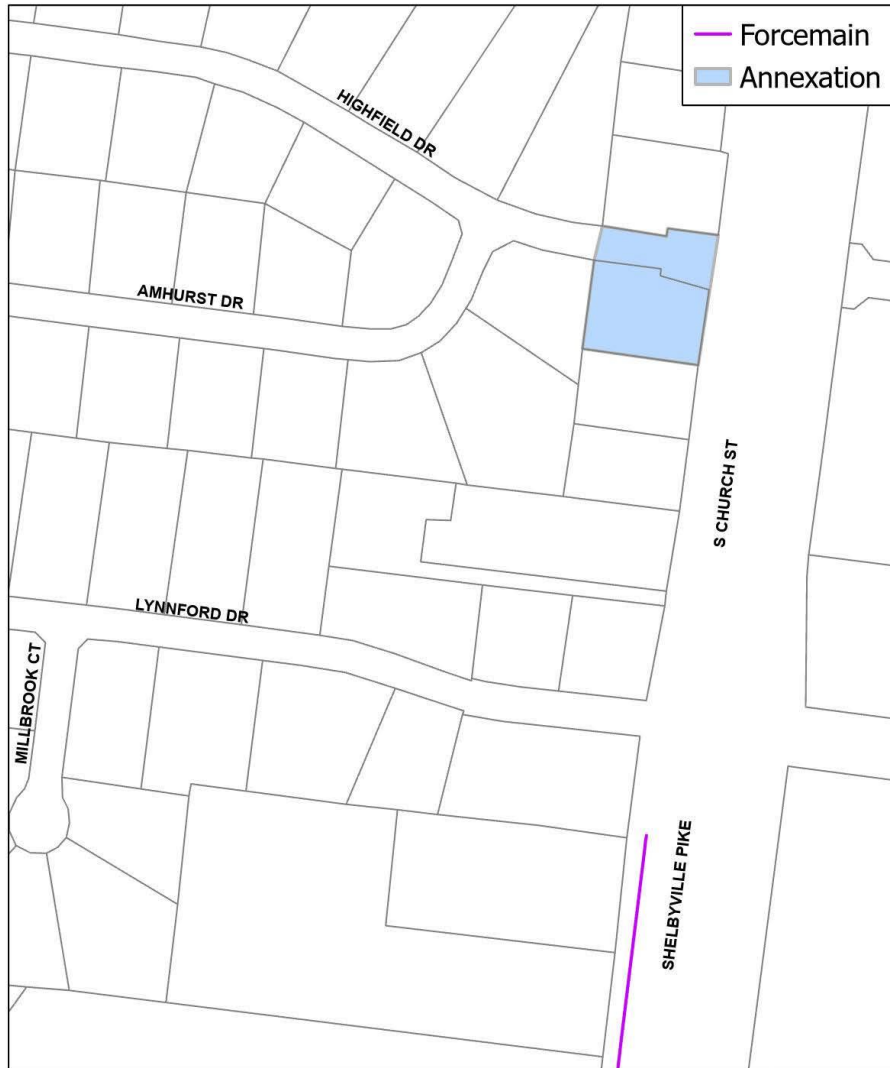 Forcemain
Annexation
HIGHFIELD DR
AMHURST DR
S CHURCH ST
LYNNFORD DR
MILLBROOK CT
SHELBYVILLE PIKE